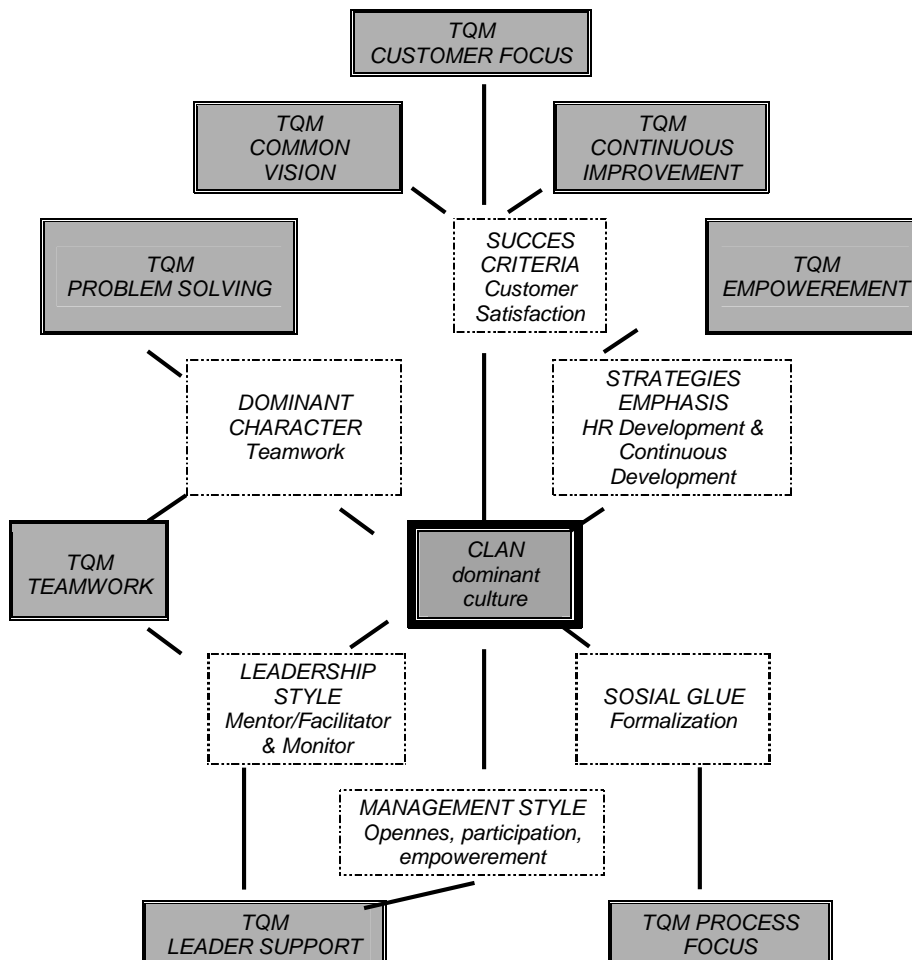 TQM
CUSTOMER FOCUS
TQM
COMMON
VISION
TQM
CONTINUOUS
IMPROVEMENT
TQM
PROBLEM SOLVING
SUCCES
CRITERIA
Customer
Satisfaction
TQM
EMPOWEREMENT
DOMINANT
CHARACTER
Teamwork
STRATEGIES
EMPHASIS
HR Development &
Continuous
Development
TQM
TEAMWORK
CLAN
dominant
culture
LEADERSHIP
STYLE
Mentor/Facilitator
& Monitor
SOSIAL GLUE
Formalization
MANAGEMENT STYLE
Opennes, participation,
empowerement
TQM
LEADER SUPPORT
TQM PROCESS
FOCUS